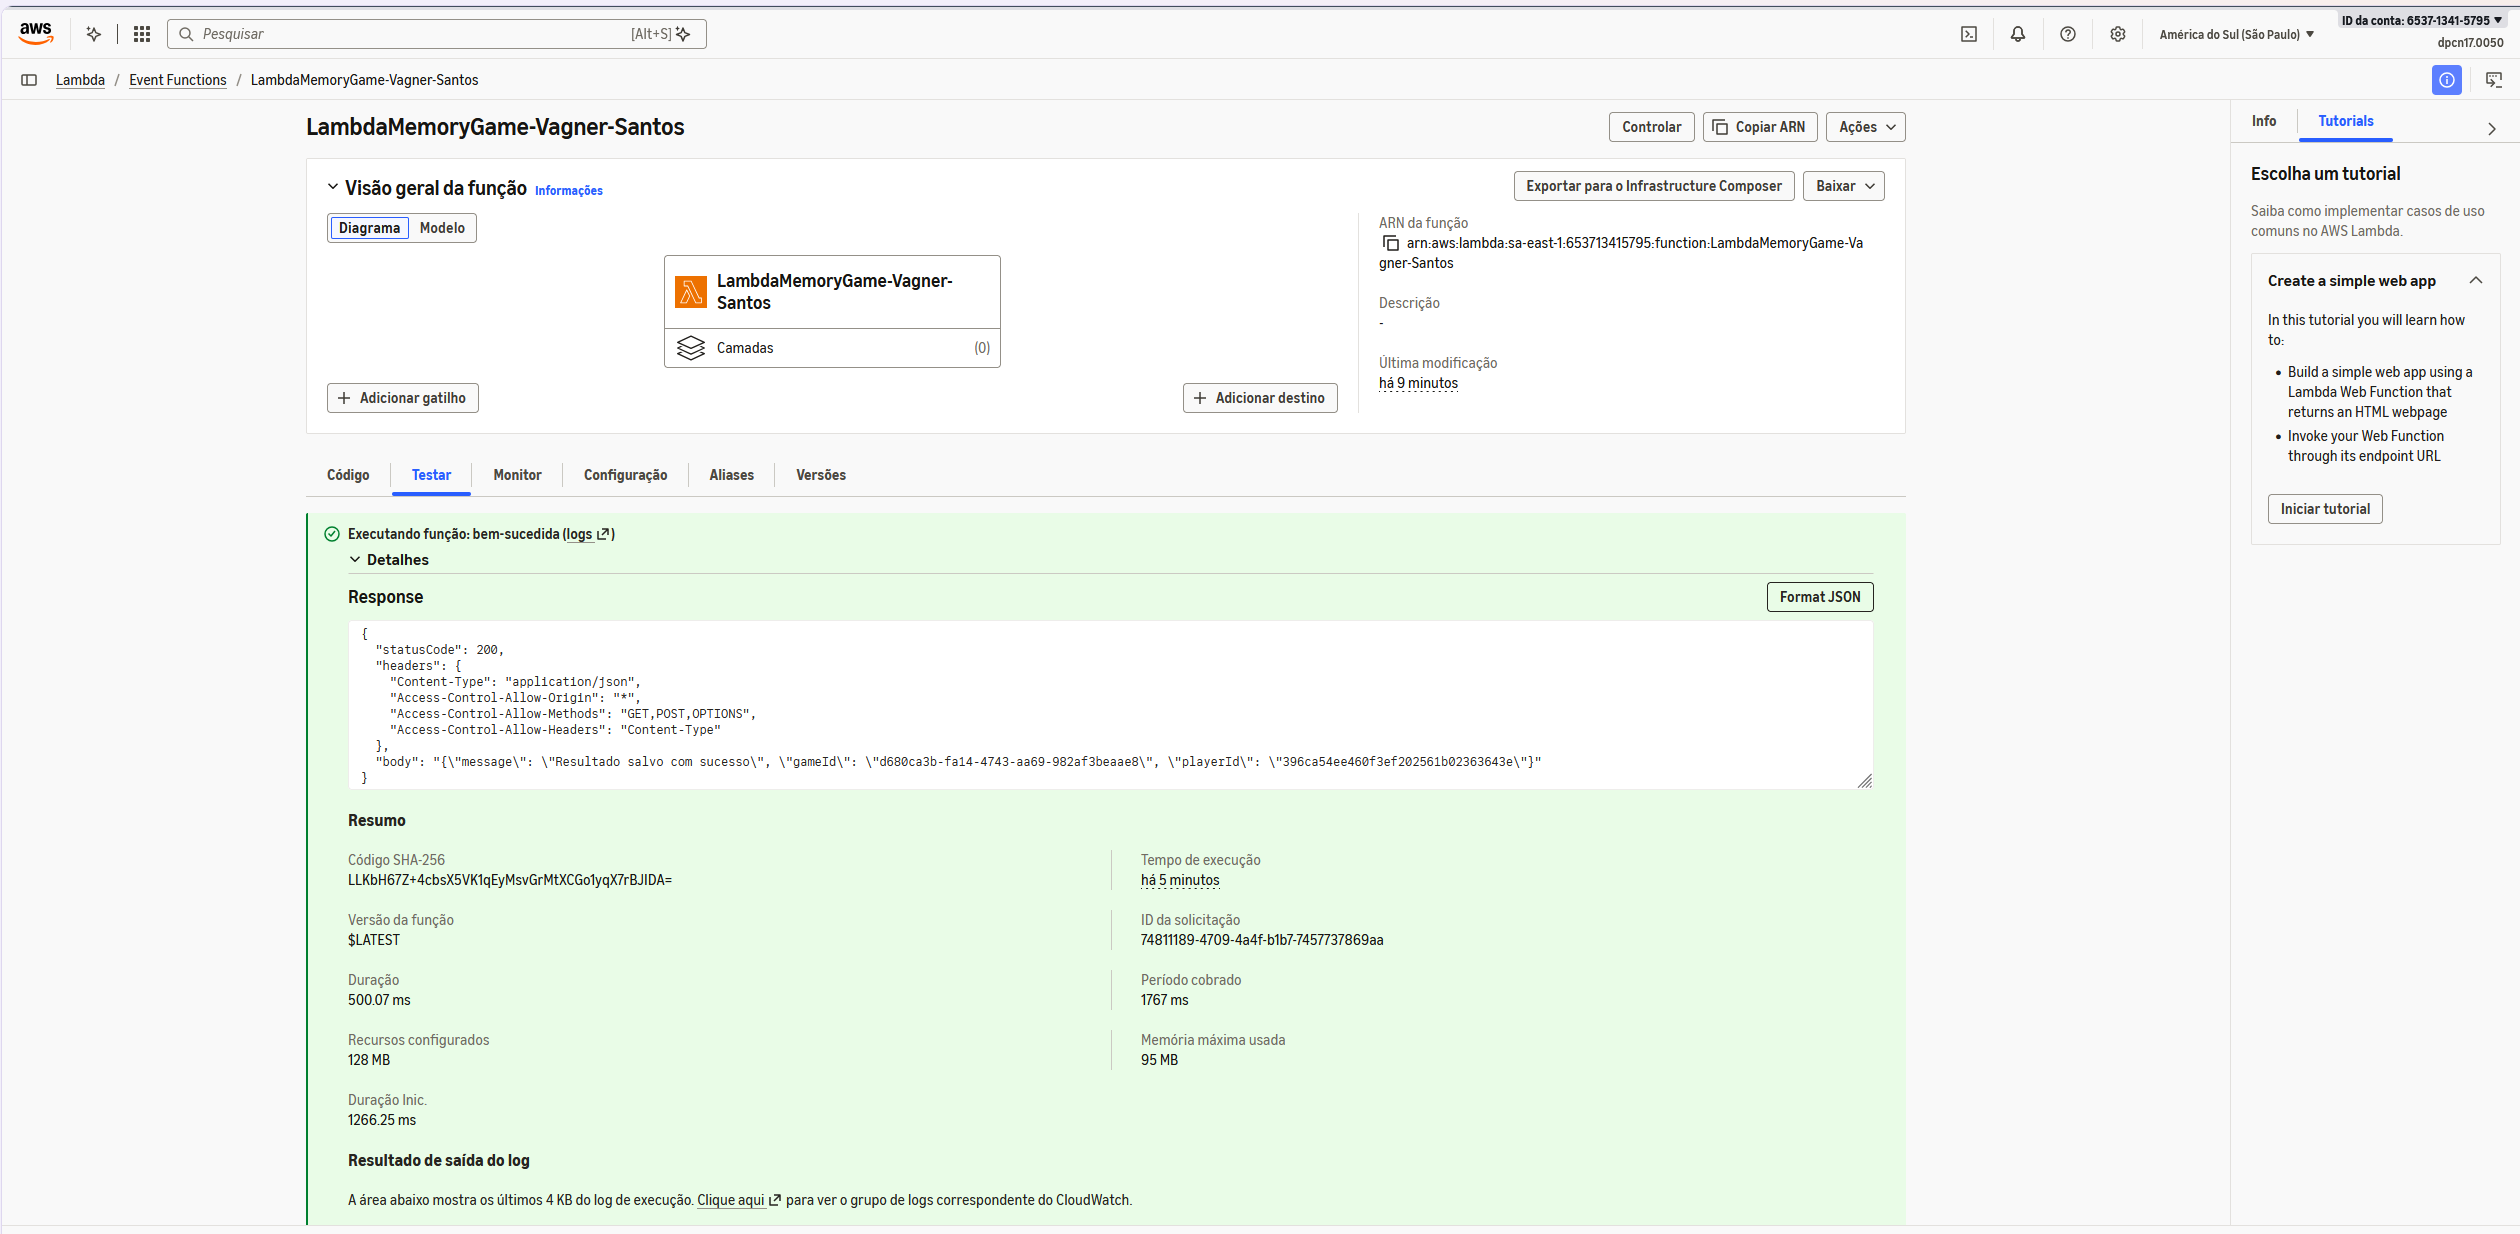 aws
Pesquisar
[Alt+S]
América do Sul (São Paulo)
ID da conta: 6537-1341-5795
dpcn17.0050
Lambda / Event Functions / LambdaMemoryGame-Vagner-Santos
LambdaMemoryGame-Vagner-Santos
Controlar
Copiar ARN
Ações
Visão geral da função Informações
Exportar para o Infrastructure Composer
Baixar
Diagrama
Modelo
LambdaMemoryGame-Vagner-
Santos
Camadas
(0)
+ Adicionar gatilho
+ Adicionar destino
ARN da função
arn:aws:lambda:sa-east-1:653713415795:function:LambdaMemoryGame-Va
gner-Santos
Descrição
-
Última modificação
há 9 minutos
Código
Testar
Monitor
Configuração
Aliases
Versões
Executando função: bem-sucedida (logs)
Detalhes
Response
Format JSON
{
"statusCode": 200,
"headers": {
"Content-Type": "application/json",
"Access-Control-Allow-Origin": "*",
"Access-Control-Allow-Methods": "GET,POST,OPTIONS",
"Access-Control-Allow-Headers": "Content-Type"
},
"body": "{\"message\": \"Resultado salvo com sucesso\", \"gameId\": \"d680ca3b-fa14-4743-aa69-982af3beaae8\", \"playerId\": \"396ca54ee460f3ef202561b02363643e\"}"
}
Resumo
Código SHA-256
LLKbH67Z+4cbsX5VK1qEyMsvGrMtXCGo1yqX7rBJIDA=
Tempo de execução
há 5 minutos
Versão da função
$LATEST
ID da solicitação
74811189-4709-4a4f-b1b7-7457737869aa
Duração
500.07 ms
Período cobrado
1767 ms
Recursos configurados
128 MB
Memória máxima usada
95 MB
Duração Inic.
1266.25 ms
Resultado de saída do log
A área abaixo mostra os últimos 4 KB do log de execução. Clique aqui para ver o grupo de logs correspondente do CloudWatch.
Info
Tutorials
Escolha um tutorial
Saiba como implementar casos de uso
comuns no AWS Lambda.
Create a simple web app
In this tutorial you will learn how
to:
• Build a simple web app using a
Lambda Web Function that
returns an HTML webpage
• Invoke your Web Function
through its endpoint URL
Iniciar tutorial